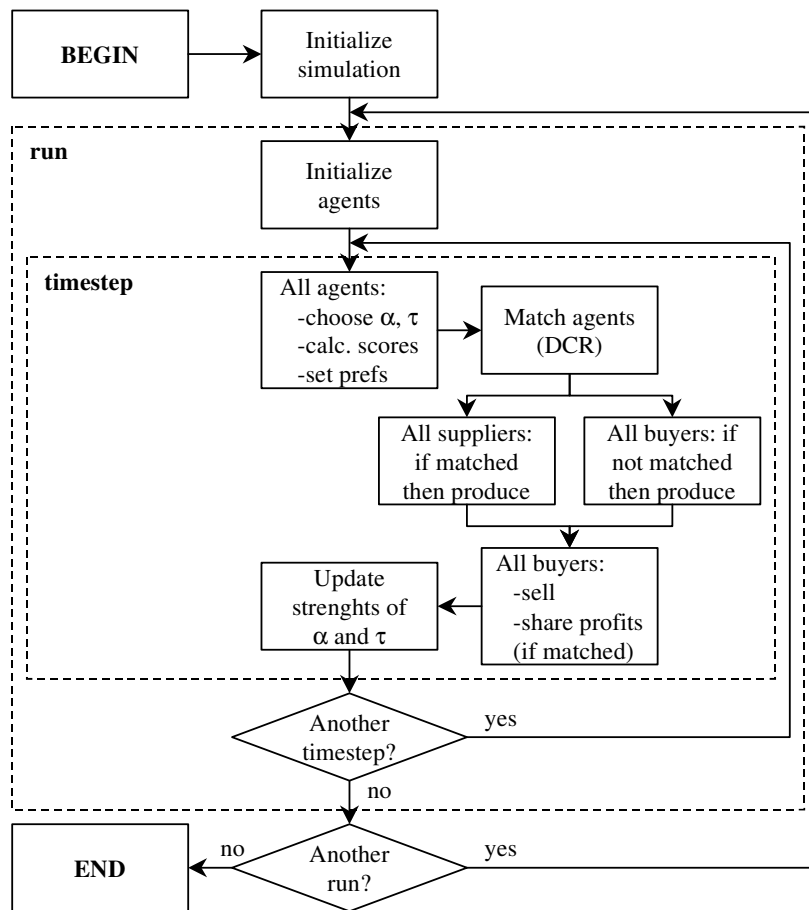 BEGIN
Initialize
simulation
run
Initialize
agents
timestep
All agents:
-choose α, τ
-calc. scores
-set prefs
Match agents
(DCR)
All suppliers:
if matched
then produce
All buyers: if
not matched
then produce
All buyers:
-sell
-share profits
(if matched)
Update
strenghts of
α and τ
Another
timestep?
yes
no
Another
run?
yes
no
END